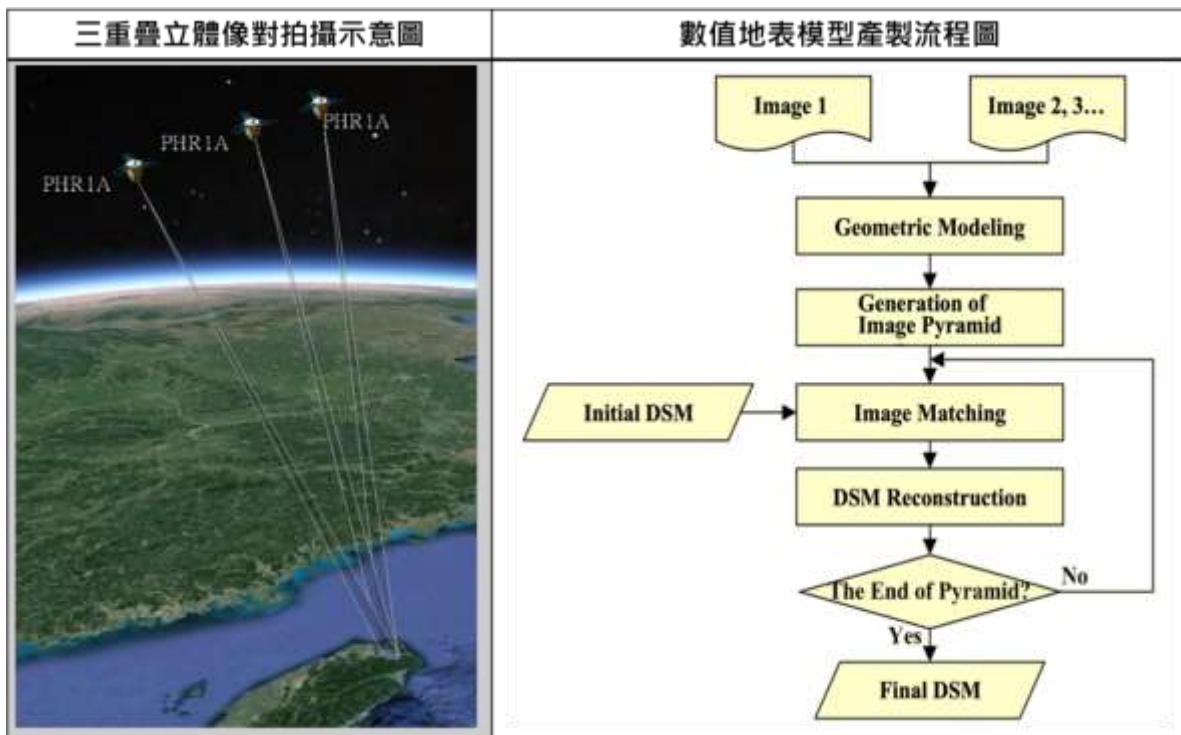 三重疊立體像對拍攝示意圖
數值地表模型產製流程圖
PHR1A
PHR1A
PHR1A
Image 1
Image 2, 3...
Geometric Modeling
Generation of
Image Pyramid
Initial DSM
Image Matching
DSM Reconstruction
The End of Pyramid?
No
Yes
Final DSM